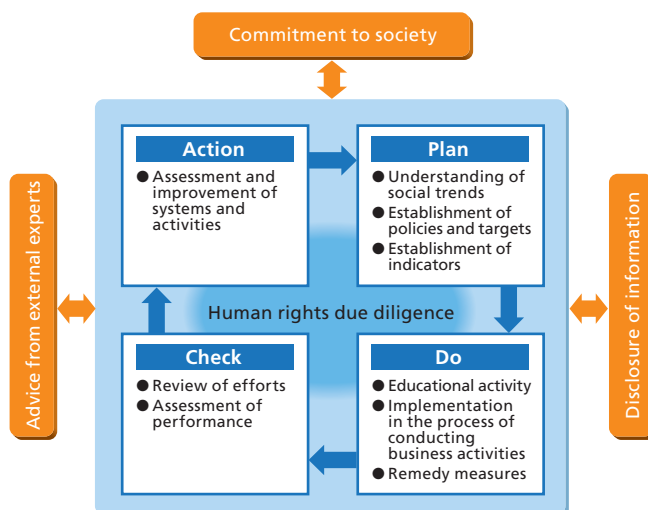 Commitment to society
Advice from external experts
Action
● Assessment and
improvement of
systems and
activities
Plan
● Understanding of
social trends
● Establishment of
policies and targets
● Establishment of
indicators
Human rights due diligence
Check
● Review of efforts
● Assessment of
performance
Do
● Educational activity
● Implementation
in the process of
conducting
business activities
● Remedy measures
Disclosure of information